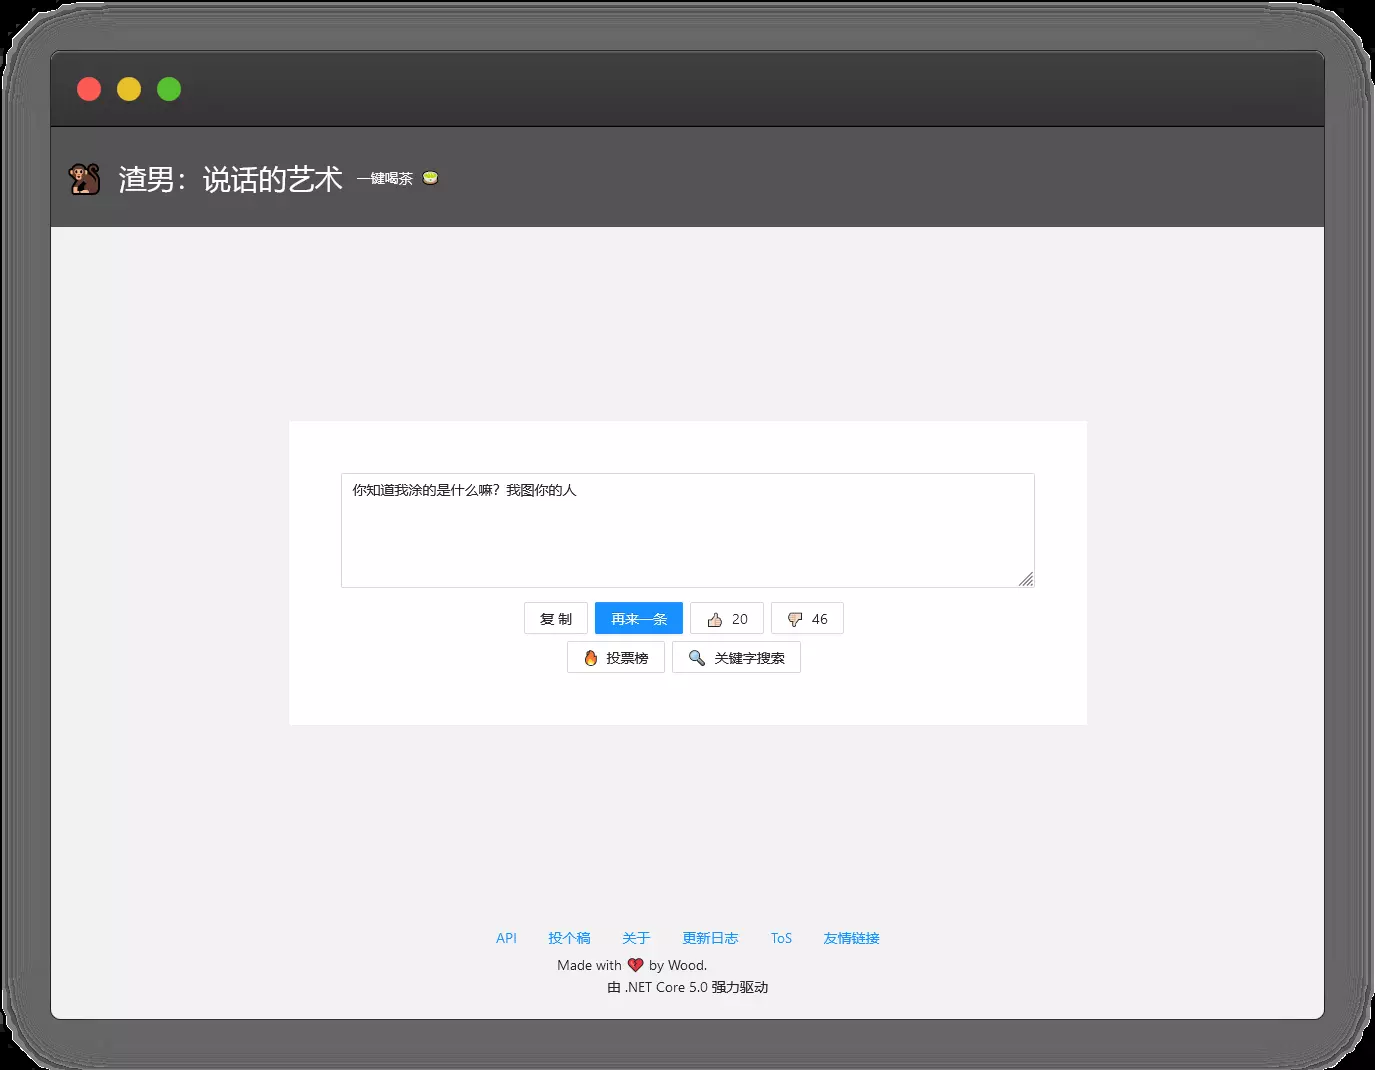 渣男：说话的艺术 一键喝茶
你知道我涂的是什么嘛？我图你的人
复 制 再来一条 20 46
投票榜 关键字搜索
API 投个稿 关于 更新日志 ToS 友情链接
Made with 💔 by Wood.
由 .NET Core 5.0 强力驱动